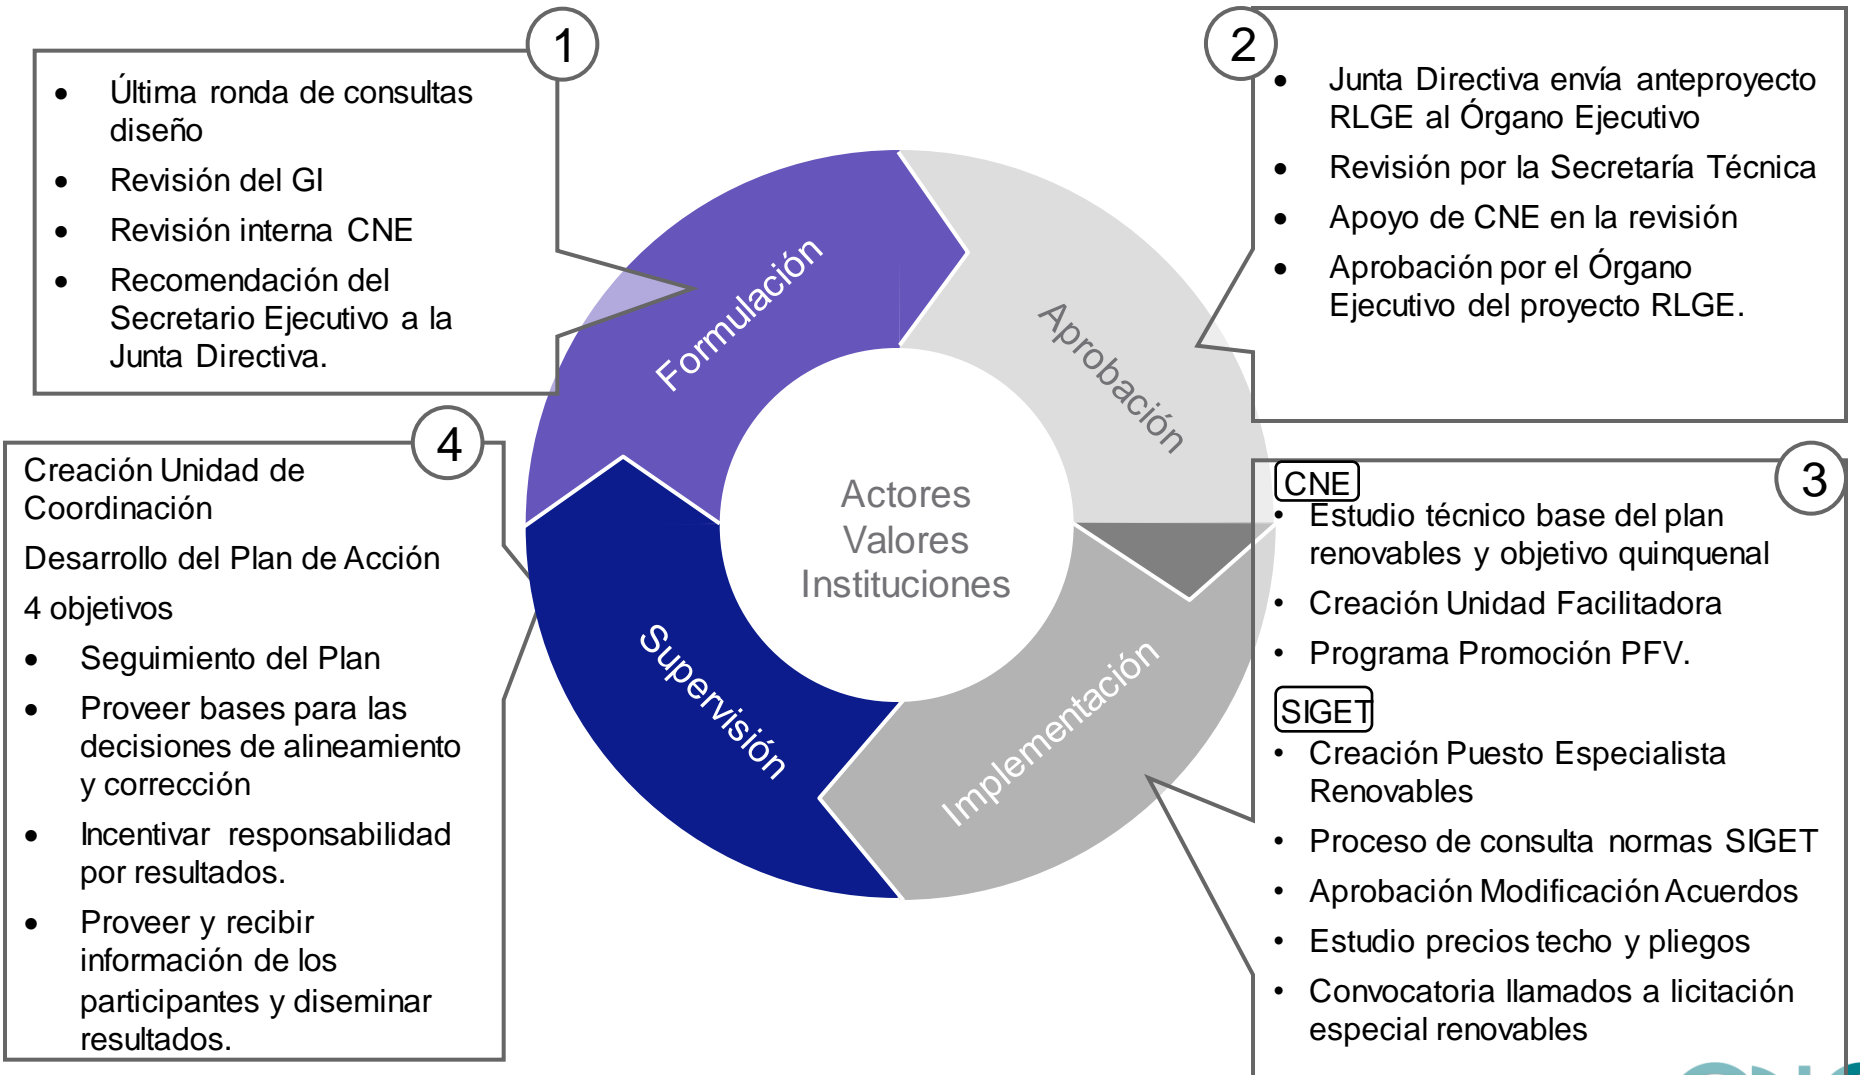 1
• Última ronda de consultas
diseño
• Revisión del GI
• Revisión interna CNE
• Recomendación del
Secretario Ejecutivo a la
Junta Directiva.
2
• Junta Directiva envía anteproyecto
RLGE al Órgano Ejecutivo
• Revisión por la Secretaría Técnica
• Apoyo de CNE en la revisión
• Aprobación por el Órgano
Ejecutivo del proyecto RLGE.
3
CNE
• Estudio técnico base del plan
renovables y objetivo quinquenal
• Creación Unidad Facilitadora
• Programa Promoción PFV.
SIGET
• Creación Puesto Especialista
Renovables
• Proceso de consulta normas SIGET
• Aprobación Modificación Acuerdos
• Estudio precios techo y pliegos
• Convocatoria llamados a licitación
especial renovables
4
Creación Unidad de
Coordinación
Desarrollo del Plan de Acción
4 objetivos
• Seguimiento del Plan
• Proveer bases para las
decisiones de alineamiento
y corrección
• Incentivar responsabilidad
por resultados.
• Proveer y recibir
información de los
participantes y diseminar
resultados.
Formulación
Aprobación
Implementación
Supervisión
Actores
Valores
Instituciones